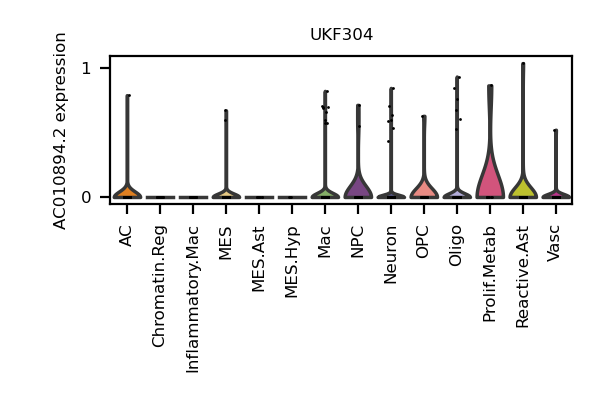 UKF304
AC010894.2 expression
1
0
AC
Chromatin.Reg
Inflammatory.Mac
MES
MES.Ast
MES.Hyp
Mac
NPC
Neuron
OPC
Oligo
Prolif.Metab
Reactive.Ast
Vasc